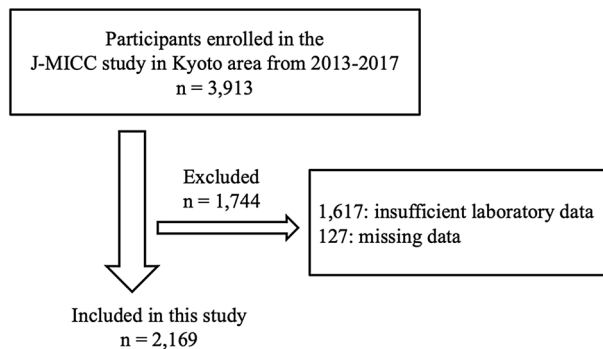 Participants enrolled in the
J-MICC study in Kyoto area from 2013-2017
n = 3,913
Excluded
n = 1,744
1,617: insufficient laboratory data
127: missing data
Included in this study
n = 2,169